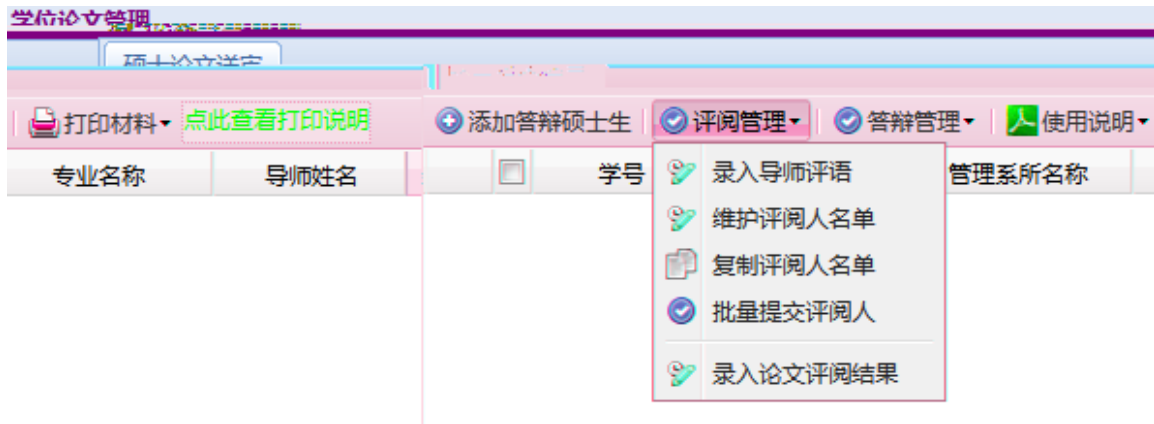 学位论文管理
硕士论文送审
打印材料 点此查看打印说明 添加答辩硕士生 评阅管理 答辩管理 使用说明
专业名称 导师姓名 学号 管理系所名称
录入导师评语
维护评阅人名单
复制评阅人名单
批量提交评阅人
录入论文评阅结果